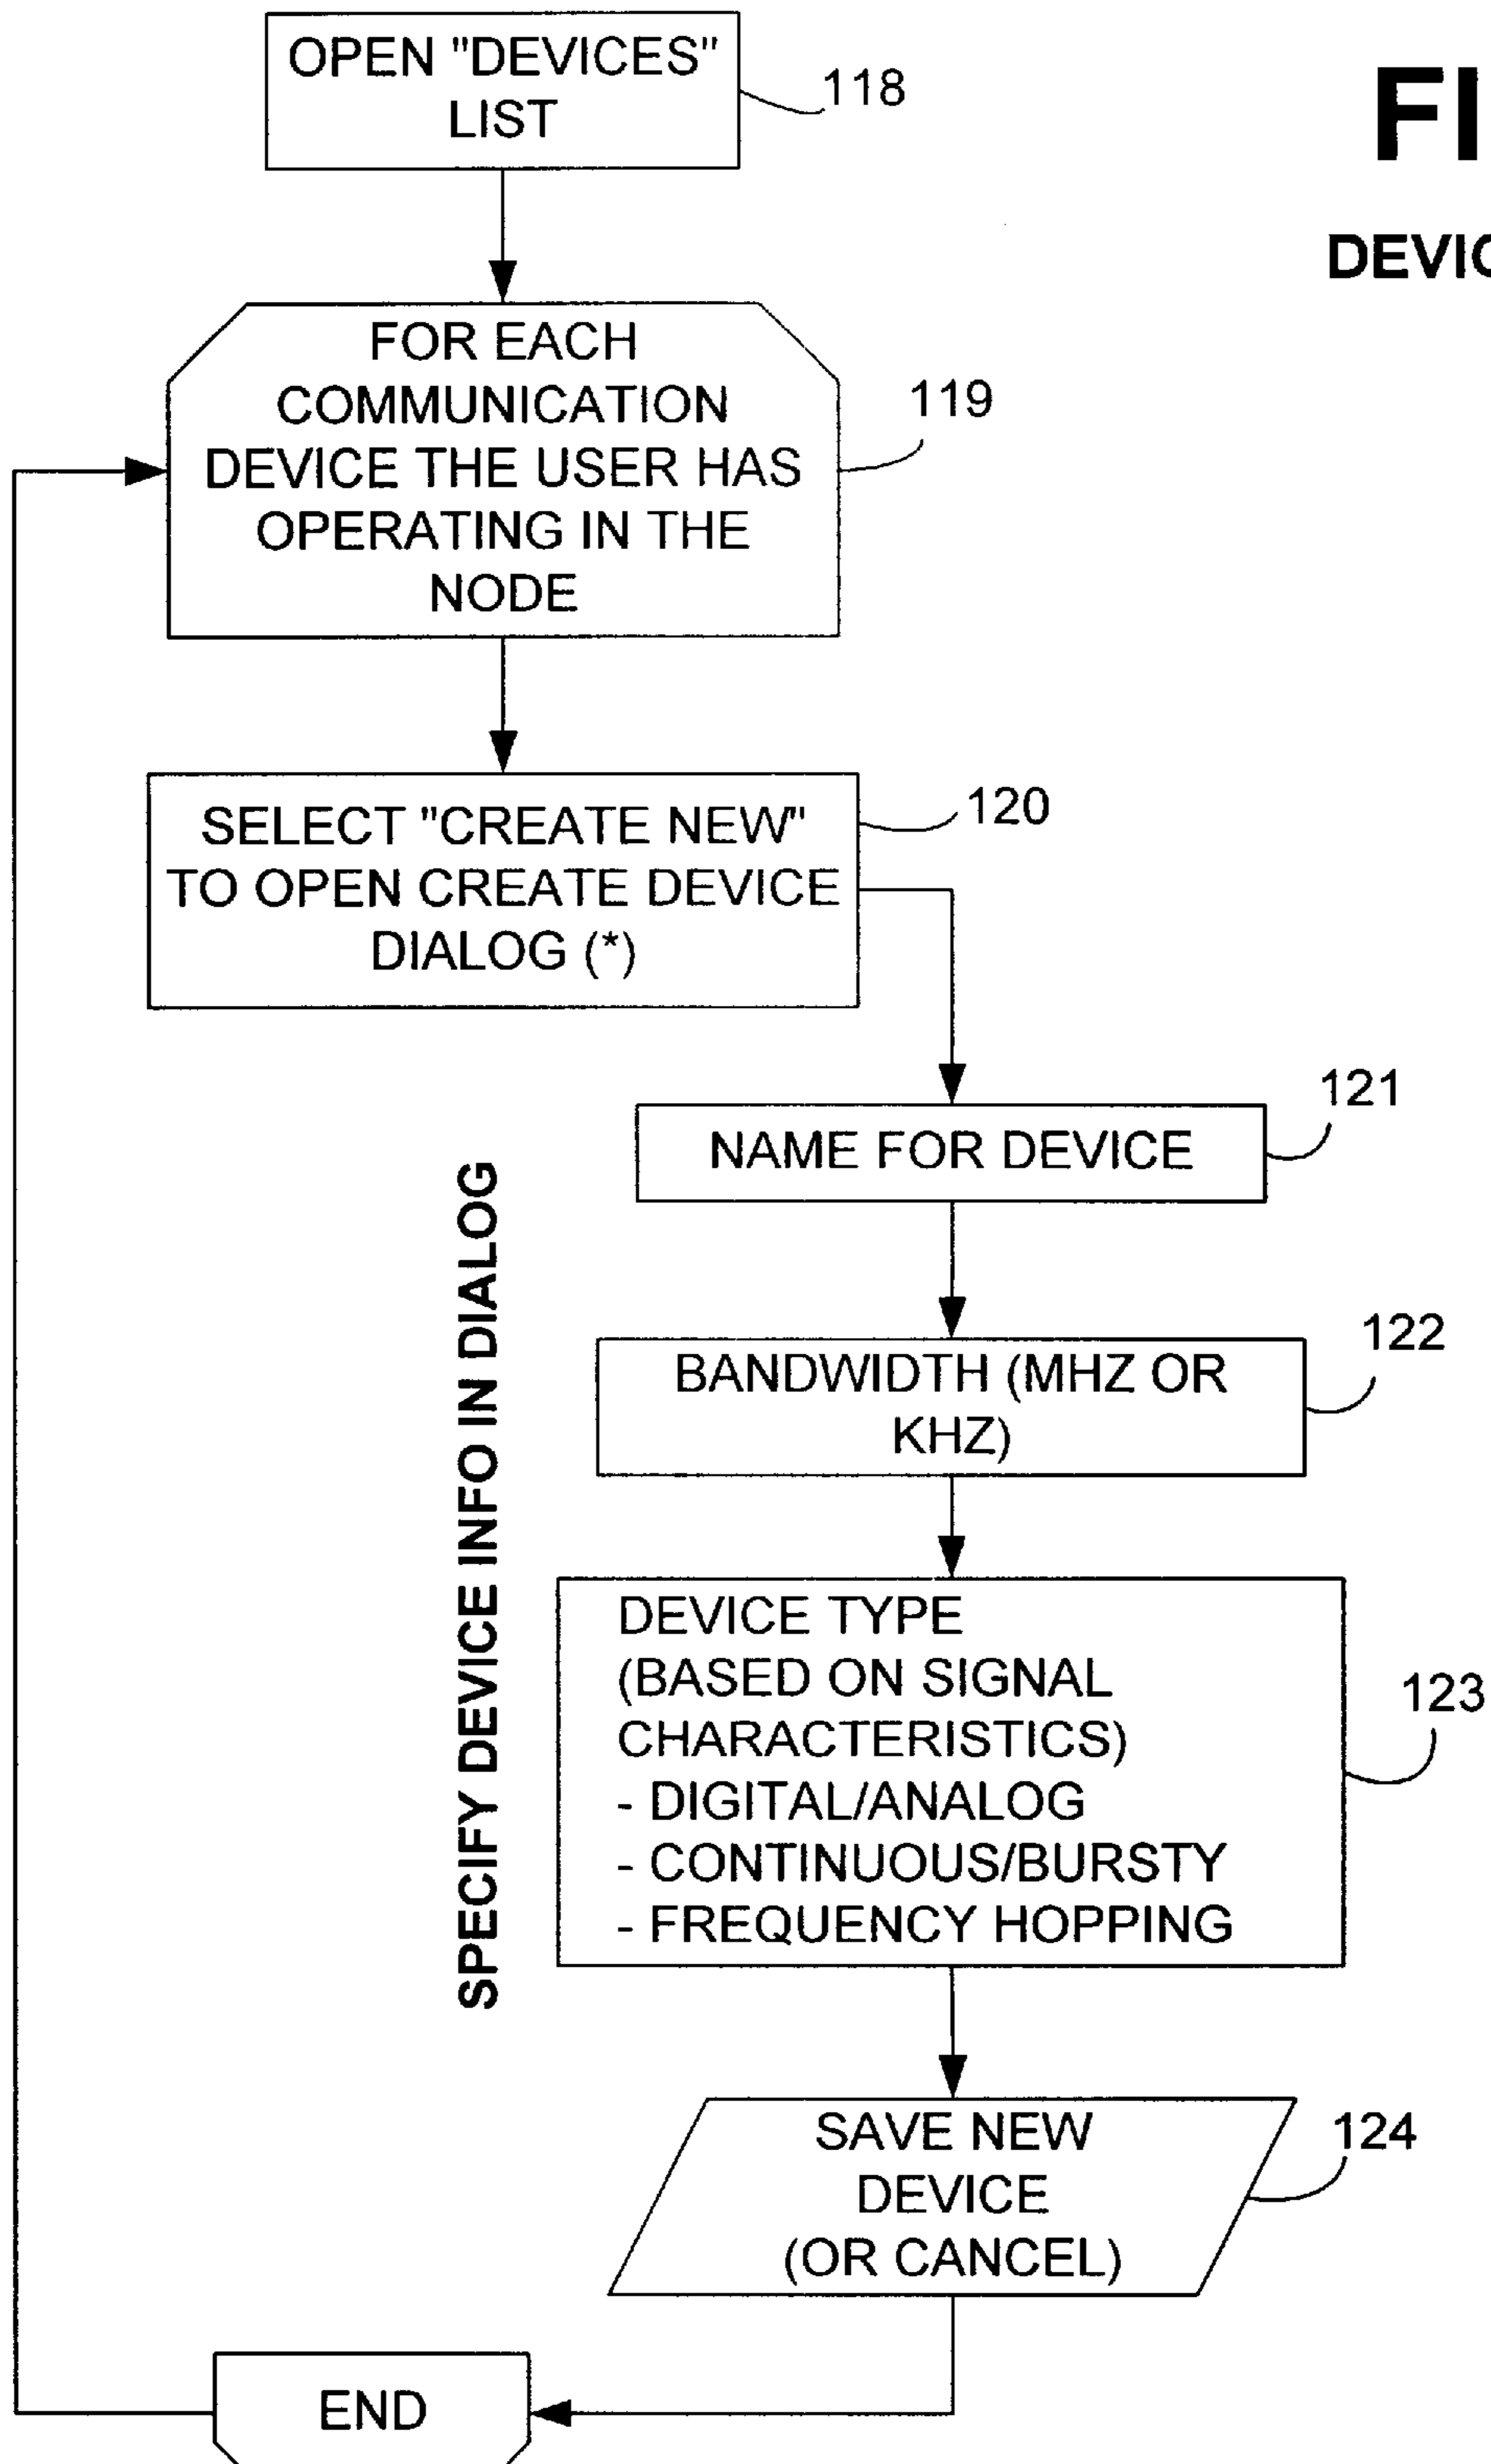 OPEN "DEVICES"
LIST
118
FI
DEVIC
FOR EACH
COMMUNICATION
DEVICE THE USER HAS
OPERATING IN THE
NODE
119
SELECT "CREATE NEW"
TO OPEN CREATE DEVICE
DIALOG (*)
120
SPECIFY DEVICE INFO IN DIALOG
NAME FOR DEVICE
121
BANDWIDTH (MHZ OR
KHZ)
122
DEVICE TYPE
(BASED ON SIGNAL
CHARACTERISTICS)
- DIGITAL/ANALOG
- CONTINUOUS/BURSTY
- FREQUENCY HOPPING
123
SAVE NEW
DEVICE
(OR CANCEL)
124
END